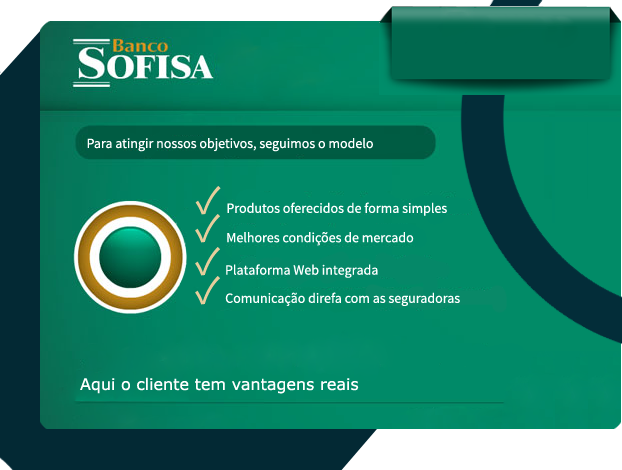 Banco
SOFISA
Para atingir nossos objetivos, seguimos o modelo
Produtos oferecidos de forma simples
Melhores condições de mercado
Plataforma Web integrada
Comunicação direfa com as seguradoras
Aqui o cliente tem vantagens reais